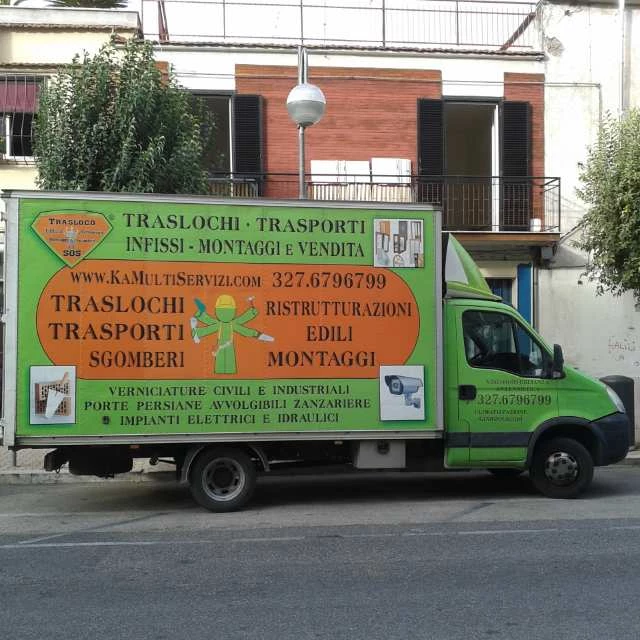 TRASLOCO
SOS
TRASLOCHI · TRASPORTI
INFISSI - MONTAGGI E VENDITA
WWW.KAMULTISERVIZI.COM 327.6796799
TRASLOCHI
TRASPORTI
SGOMBERI
RISTRUTTURAZIONI
EDILI
MONTAGGI
VERNICIATURE CIVILI E INDUSTRIALI
PORTE PERSIANE AVVOLGIBILI ZANZARIERE
IMPIANTI ELETTRICI E IDRAULICI
327.6796799
CLIMATIZZAZIONE